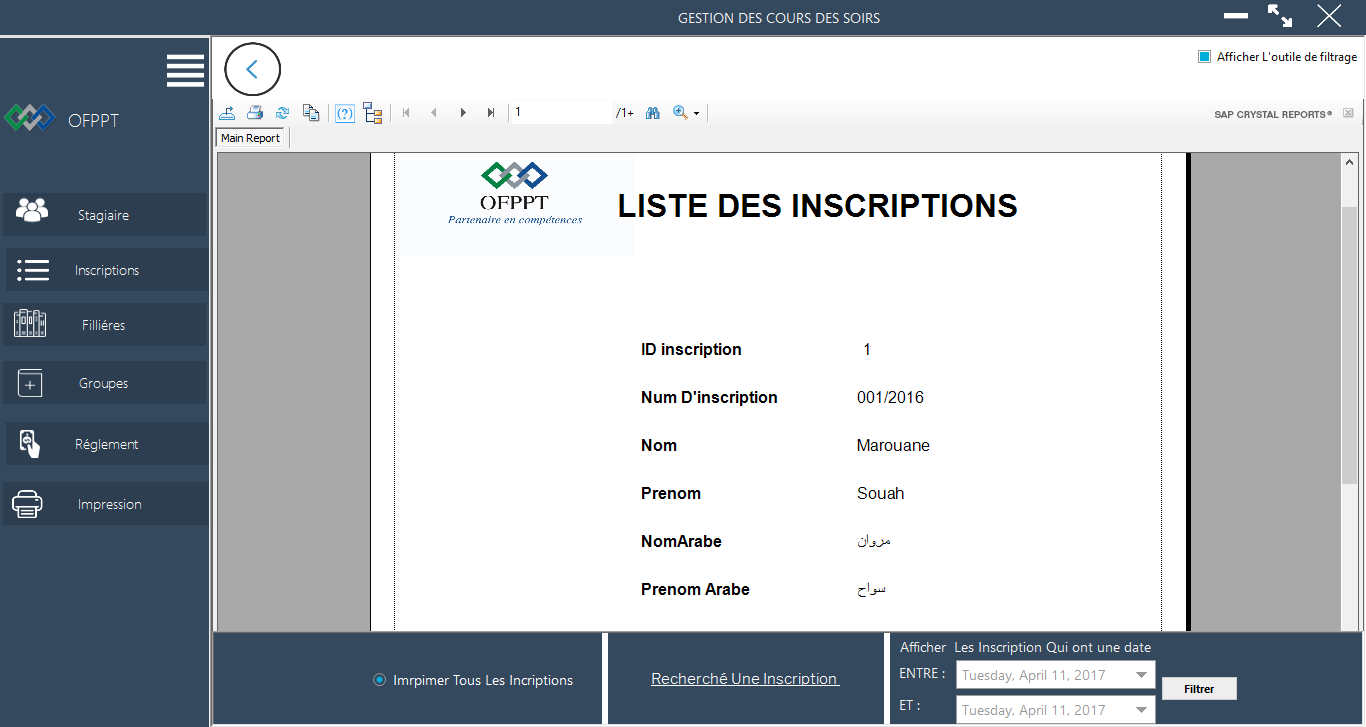 GESTION DES COURS DES SOIRS
Afficher L'outile de filtrage
OFPPT
1 /1+
SAP CRYSTAL REPORTS®
Main Report
Stagiaire
Inscriptions
Filliéres
Groupes
Réglement
Impression
OFPPT
Partenaire en compétences
LISTE DES INSCRIPTIONS
ID inscription 1
Num D'inscription 001/2016
Nom Marouane
Prenom Souah
NomArabe مزوان
Prenom Arabe سواح
Imrpimer Tous Les Incriptions
Recherché Une Inscription
Afficher Les Inscription Qui ont une date
ENTRE : Tuesday, April 11, 2017
Filtrer
ET : Tuesday, April 11, 2017